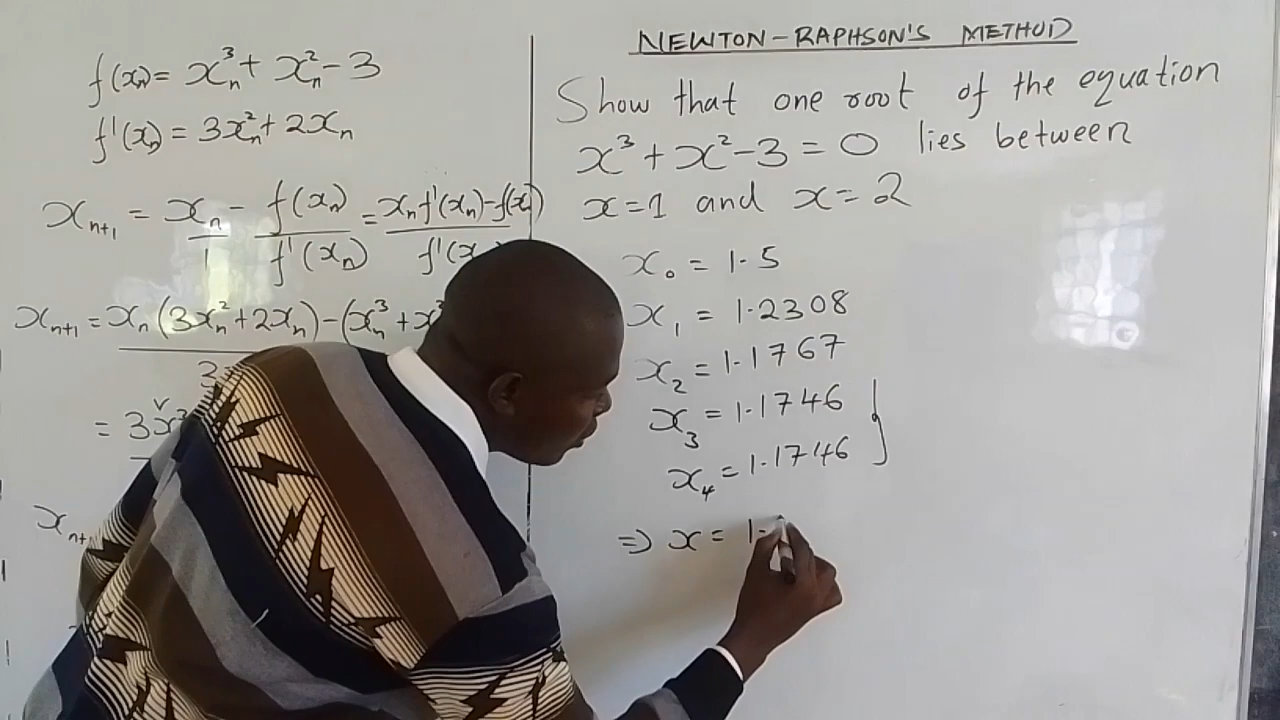 f(xₙ) = xₙ³ + xₙ² - 3
f'(xₙ) = 3xₙ² + 2xₙ
xₙ₊₁ = xₙ/1 - f(xₙ)/f'(xₙ) = xₙf'(xₙ) - f(xₙ)/f'(x
xₙ₊₁ = xₙ(3xₙ² + 2xₙ) - (xₙ³ + x
3
= 3x
xₙ₊
NEWTON-RAPHSON'S METHOD
Show that one root of the equation
x³ + x² - 3 = 0 lies between
x = 1 and x = 2
x₀ = 1.5
x₁ = 1.2308
x₂ = 1.1767
x₃ = 1.1746
x₄ = 1.1746
⇒ x = 1.